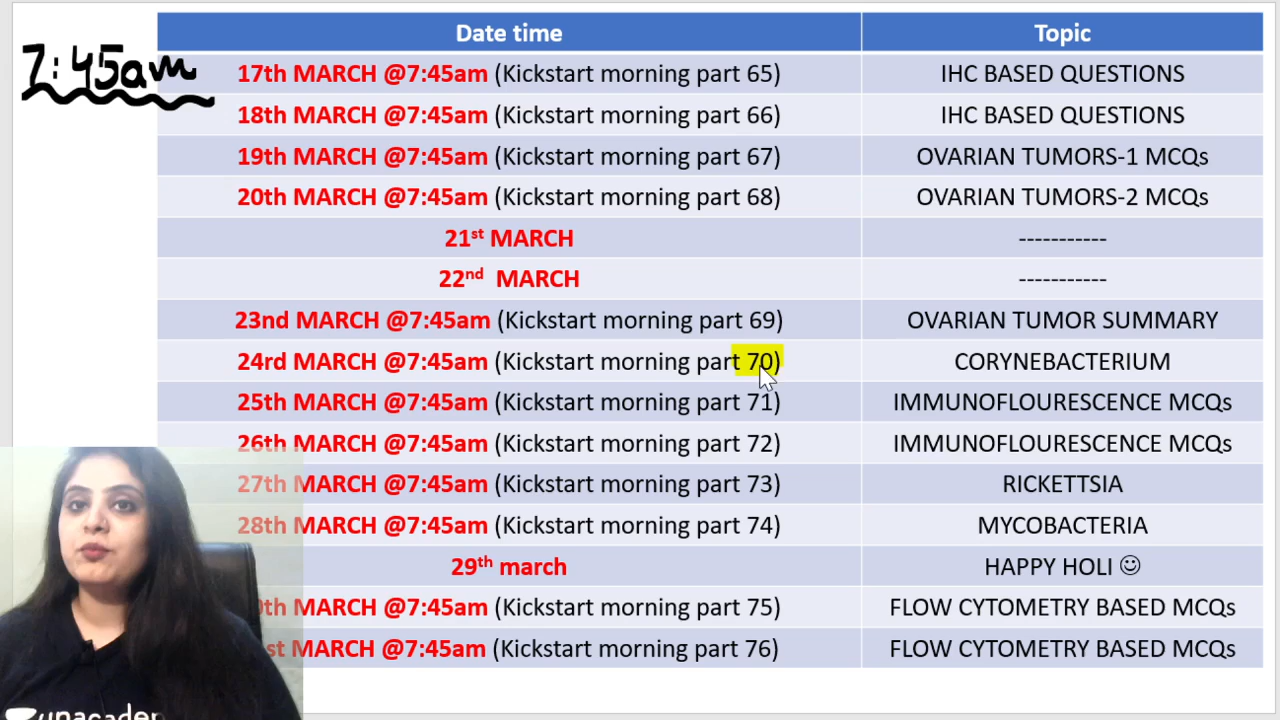 7:45am
Date time Topic
17th MARCH @7:45am (Kickstart morning part 65) IHC BASED QUESTIONS
18th MARCH @7:45am (Kickstart morning part 66) IHC BASED QUESTIONS
19th MARCH @7:45am (Kickstart morning part 67) OVARIAN TUMORS-1 MCQs
20th MARCH @7:45am (Kickstart morning part 68) OVARIAN TUMORS-2 MCQs
21st MARCH -----------
22nd MARCH -----------
23nd MARCH @7:45am (Kickstart morning part 69) OVARIAN TUMOR SUMMARY
24rd MARCH @7:45am (Kickstart morning part 70) CORYNEBACTERIUM
25th MARCH @7:45am (Kickstart morning part 71) IMMUNOFLOURESCENCE MCQs
26th MARCH @7:45am (Kickstart morning part 72) IMMUNOFLOURESCENCE MCQs
27th MARCH @7:45am (Kickstart morning part 73) RICKETTSIA
28th MARCH @7:45am (Kickstart morning part 74) MYCOBACTERIA
29th march HAPPY HOLI ☺
MARCH @7:45am (Kickstart morning part 75) FLOW CYTOMETRY BASED MCQs
MARCH @7:45am (Kickstart morning part 76) FLOW CYTOMETRY BASED MCQs